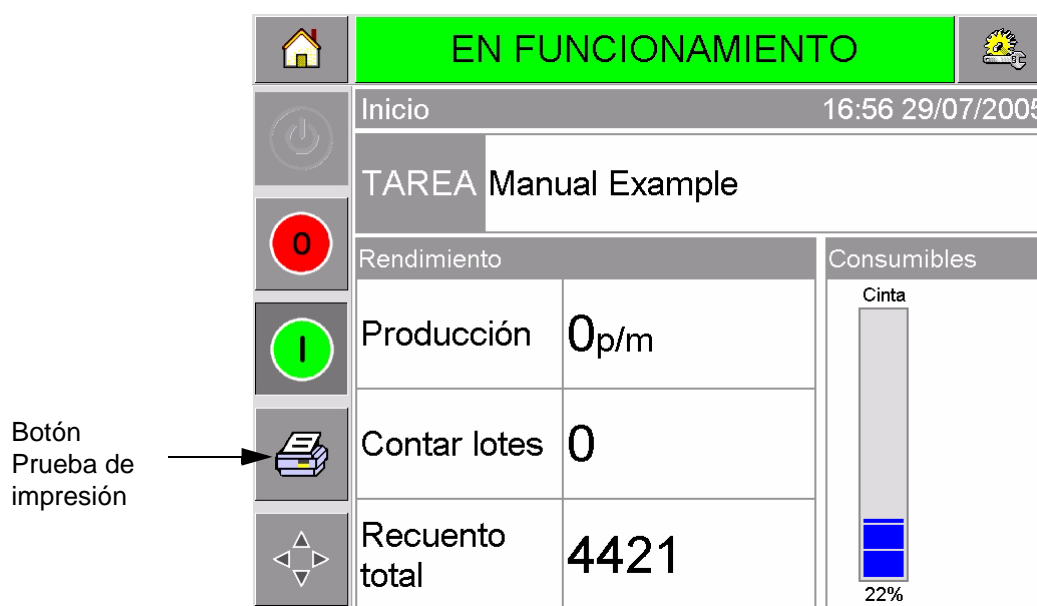 EN FUNCIONAMIENTO
Inicio 16:56 29/07/2005
TAREA Manual Example
0
Rendimiento
Consumibles
Cinta
I
Producción 0p/m
Botón
Prueba de
impresión
Contar lotes 0
Recuento
total
4421
22%